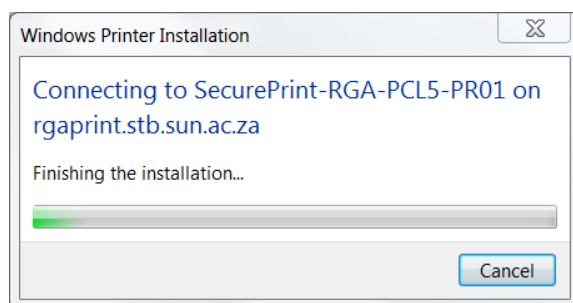 Windows Printer Installation
Connecting to SecurePrint-RGA-PCL5-PR01 on
rgaprint.stb.sun.ac.za
Finishing the installation...
Cancel